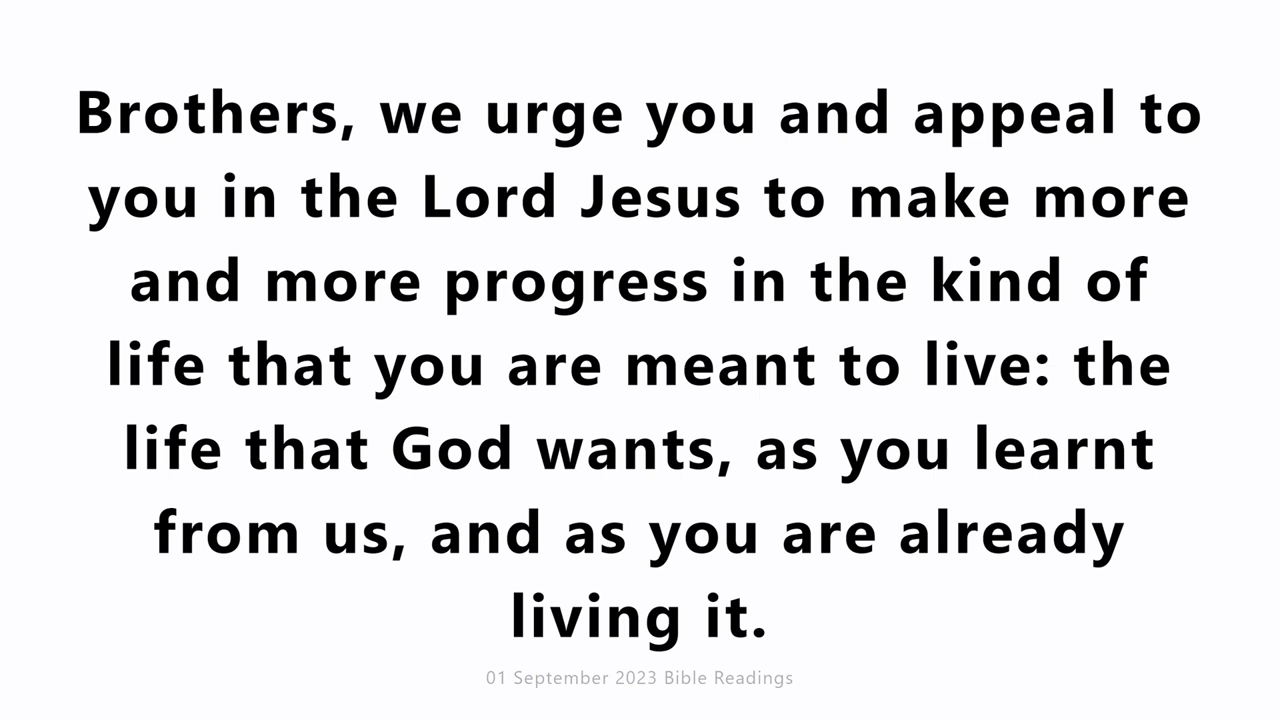 Brothers, we urge you and appeal to
you in the Lord Jesus to make more
and more progress in the kind of
life that you are meant to live: the
life that God wants, as you learnt
from us, and as you are already
living it.
01 September 2023 Bible Readings